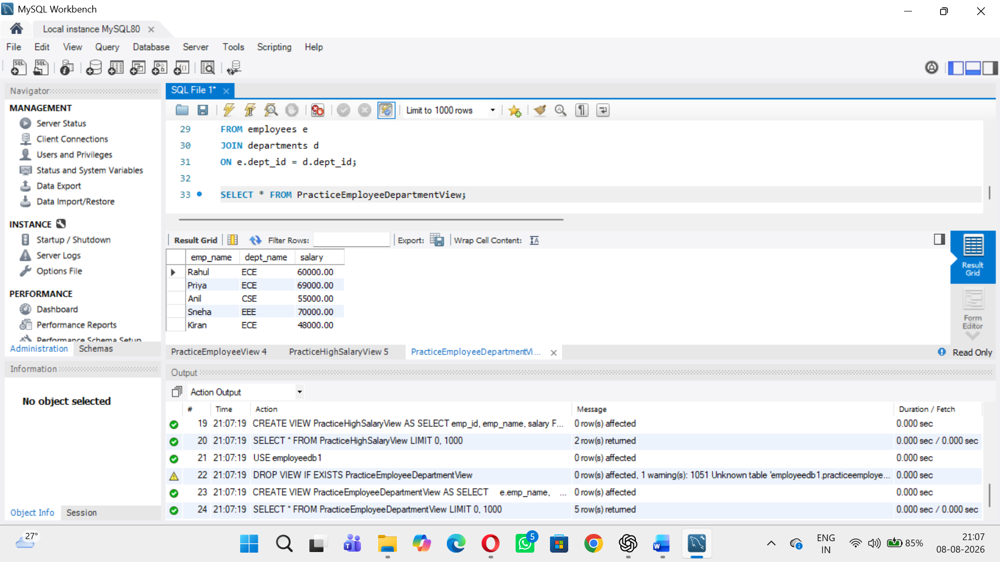 MySQL Workbench
Local instance MySQL80
File Edit View Query Database Server Tools Scripting Help
Navigator
MANAGEMENT
Server Status
Client Connections
Users and Privileges
Status and System Variables
Data Export
Data Import/Restore
INSTANCE
Startup / Shutdown
Server Logs
Options File
PERFORMANCE
Dashboard
Performance Reports
Performance Schema Setup
Administration Schemas
Information
No object selected
Object Info Session
SQL File 1*
Limit to 1000 rows
29 FROM employees e
30 JOIN departments d
31 ON e.dept_id = d.dept_id;
32
33 SELECT * FROM PracticeEmployeeDepartmentView;
Result Grid Filter Rows: Export: Wrap Cell Content:
emp_name dept_name salary
Rahul ECE 60000.00
Priya ECE 69000.00
Anil CSE 55000.00
Sneha EEE 70000.00
Kiran ECE 48000.00
Result
Grid
Form
Editor
PracticeEmployeeView 4 PracticeHighSalaryView 5 PracticeEmployeeDepartmentVi... Read Only
Output
Action Output
# Time Action Message Duration / Fetch
19 21:07:19 CREATE VIEW PracticeHighSalaryView AS SELECT emp_id, emp_name, salary F... 0 row(s) affected 0.000 sec
20 21:07:19 SELECT * FROM PracticeHighSalaryView LIMIT 0, 1000 2 row(s) returned 0.000 sec / 0.000 sec
21 21:07:19 USE employeedb1 0 row(s) affected 0.000 sec
22 21:07:19 DROP VIEW IF EXISTS PracticeEmployeeDepartmentView 0 row(s) affected, 1 warning(s): 1051 Unknown table 'employeedb1.practiceemploye... 0.000 sec
23 21:07:19 CREATE VIEW PracticeEmployeeDepartmentView AS SELECT e.emp_name, ... 0 row(s) affected 0.000 sec
24 21:07:19 SELECT * FROM PracticeEmployeeDepartmentView LIMIT 0, 1000 5 row(s) returned 0.000 sec / 0.000 sec
27°
5
ENG
IN
85%
21:07
08-08-2026